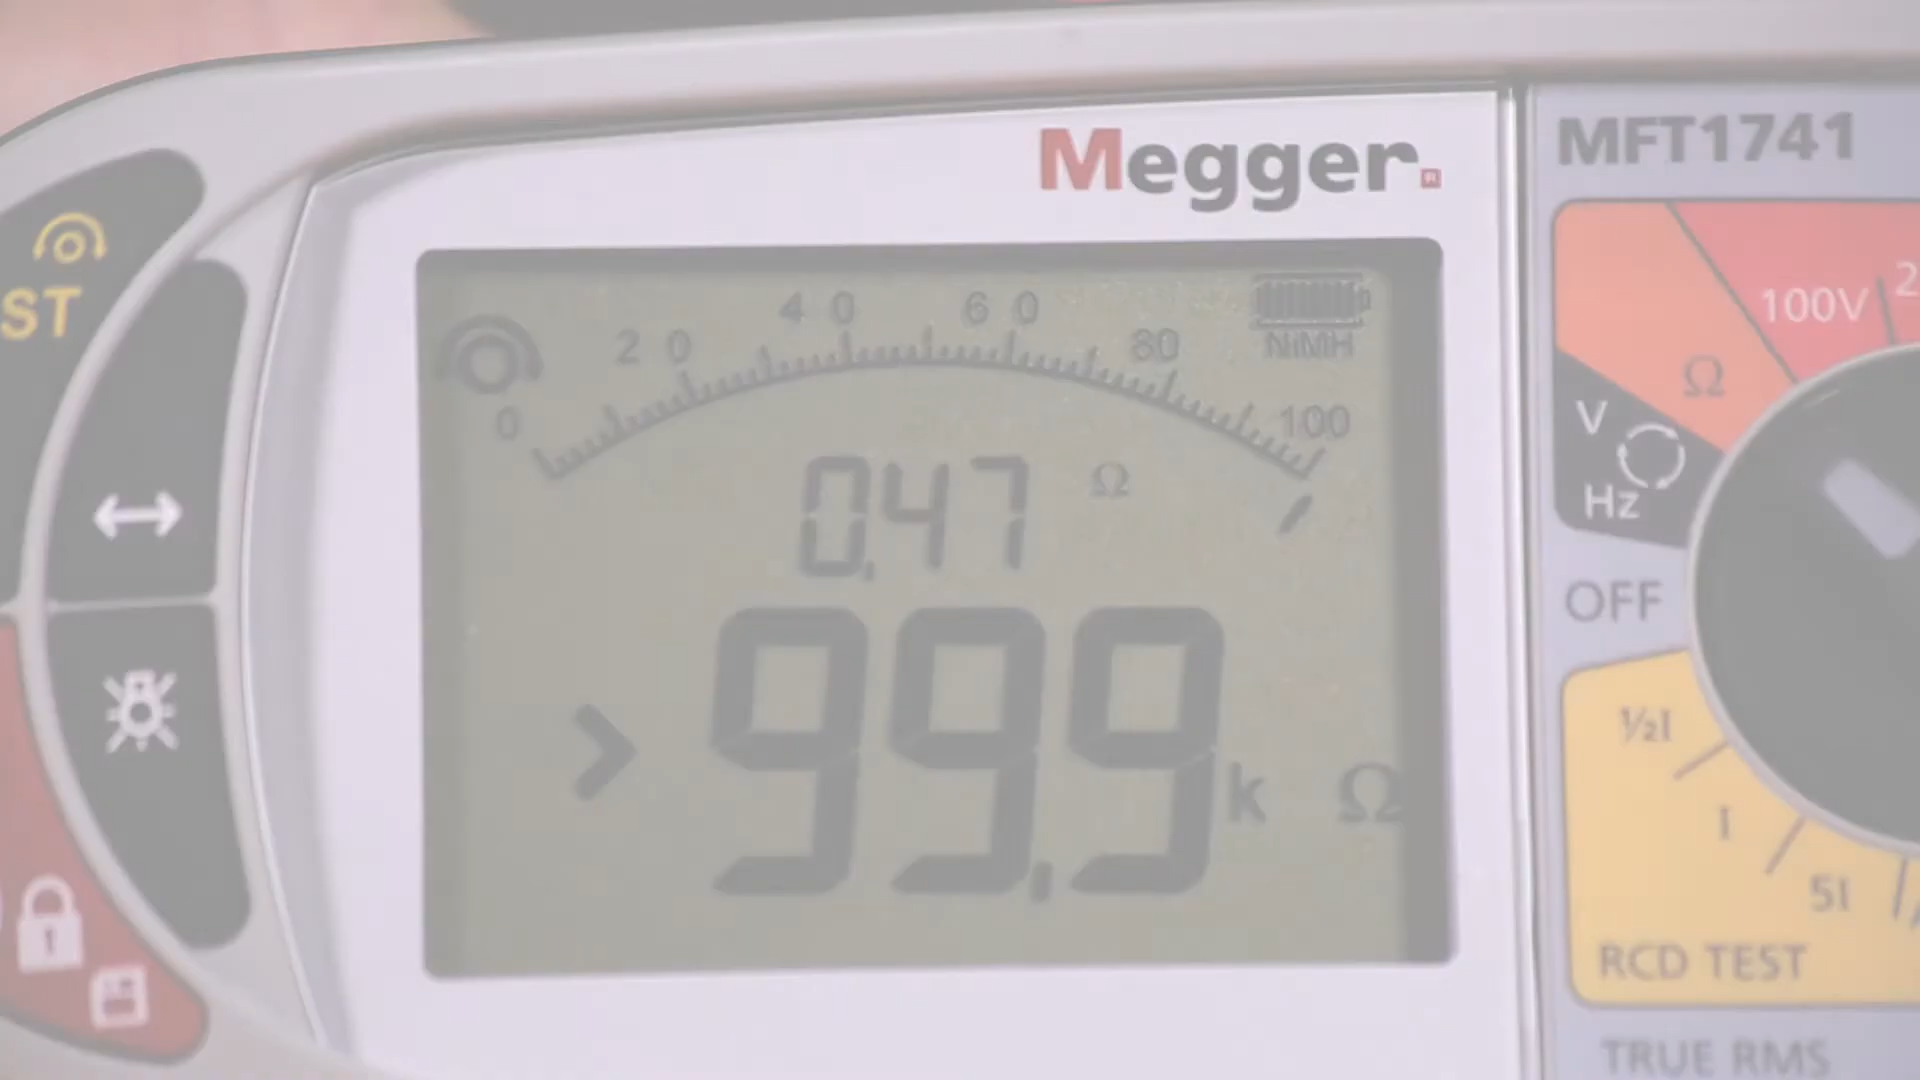 Megger
MFT1741
ST
0
20
40
60
80
100
NiMH
0.47 Ω
> 99.9 k Ω
100V
Ω
V
Hz
OFF
½I
I
5I
RCD TEST
TRUE RMS